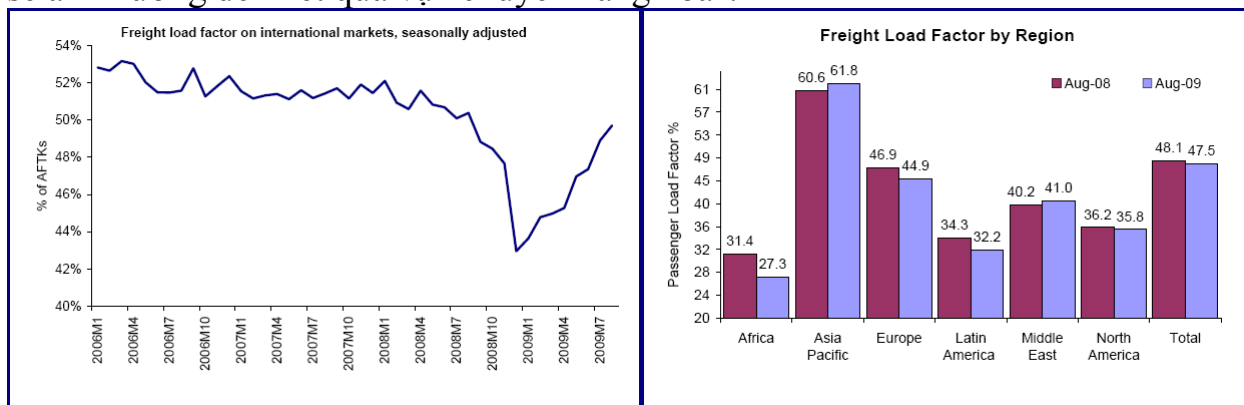 Freight load factor on international markets, seasonally adjusted
54%
52%
50%
48%
46%
44%
42%
40%
% of AFTKs
2006M1
2006M4
2006M7
2006M10
2007M1
2007M4
2007M7
2007M10
2008M1
2008M4
2008M7
2008M10
2009M1
2009M4
2009M7
Freight Load Factor by Region
Aug-08 Aug-09
Passenger Load Factor %
61
57
53
49
45
40
36
32
28
24
20
31.4 27.3
60.6 61.8
46.9 44.9
34.3 32.2
40.2 41.0
36.2 35.8
48.1 47.5
Africa
Asia
Pacific
Europe
Latin
America
Middle
East
North
America
Total